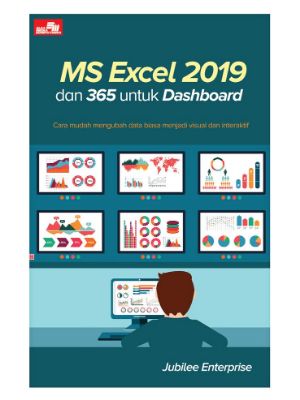 MS Excel 2019
dan 365 untuk Dashboard
Cara mudah mengubah data biasa menjadi visual dan interaktif
Jubilee Enterprise